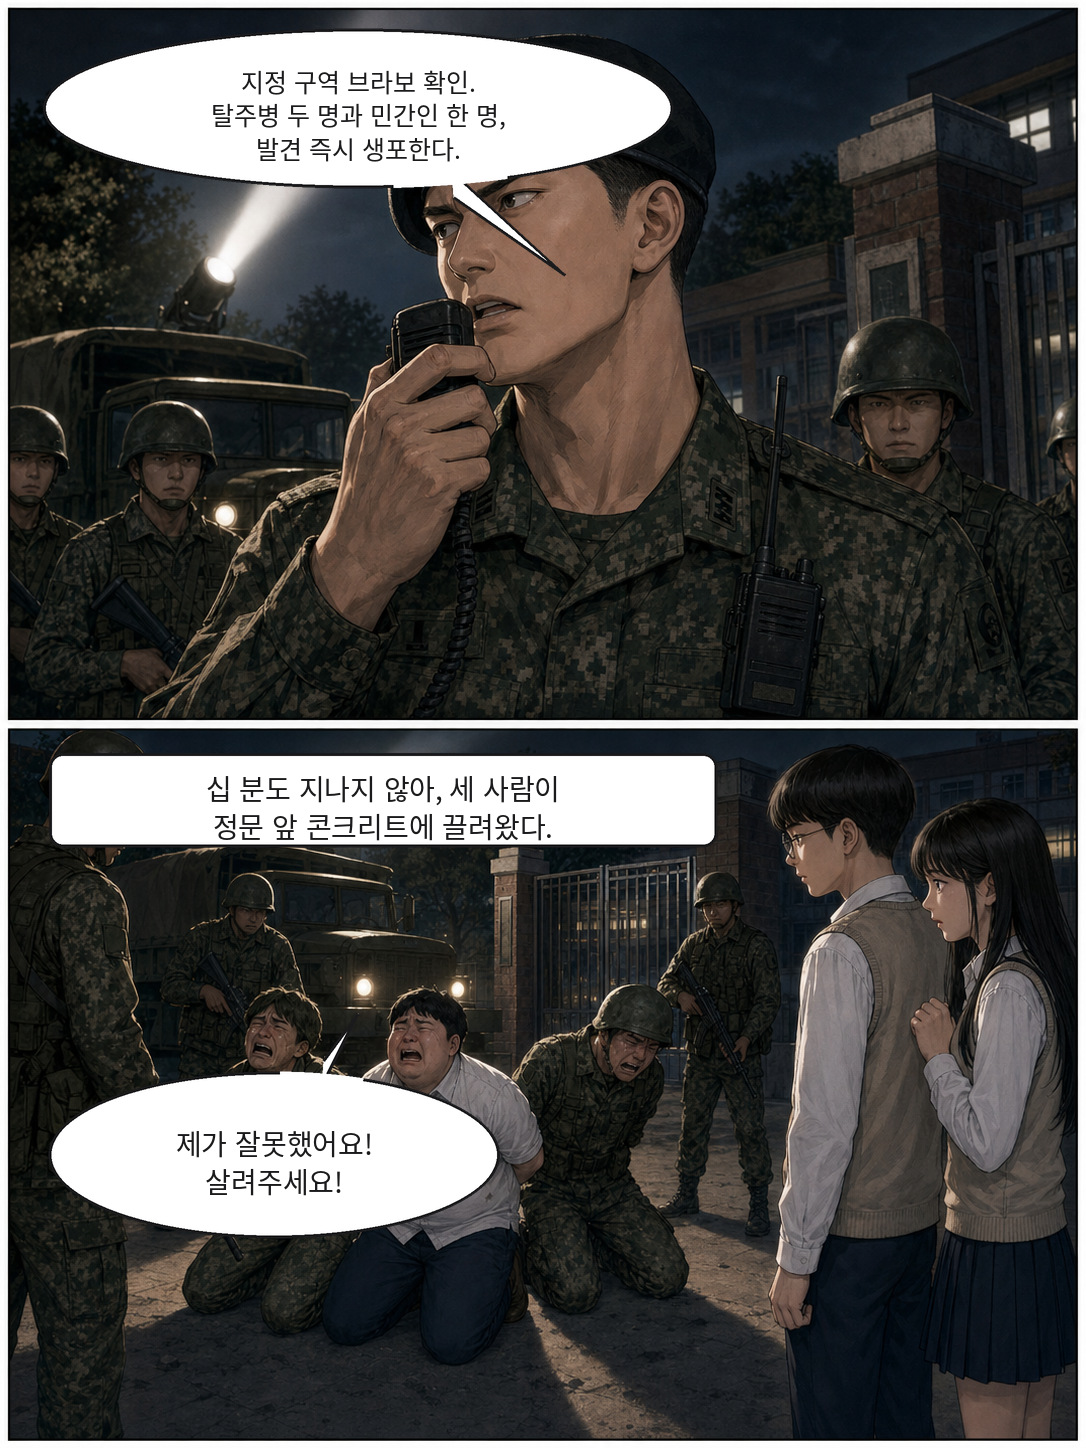 지정 구역 브라보 확인.
탈주병 두 명과 민간인 한 명,
발견 즉시 생포한다.
십 분도 지나지 않아, 세 사람이
정문 앞 콘크리트에 끌려왔다.
제가 잘못했어요!
살려주세요!